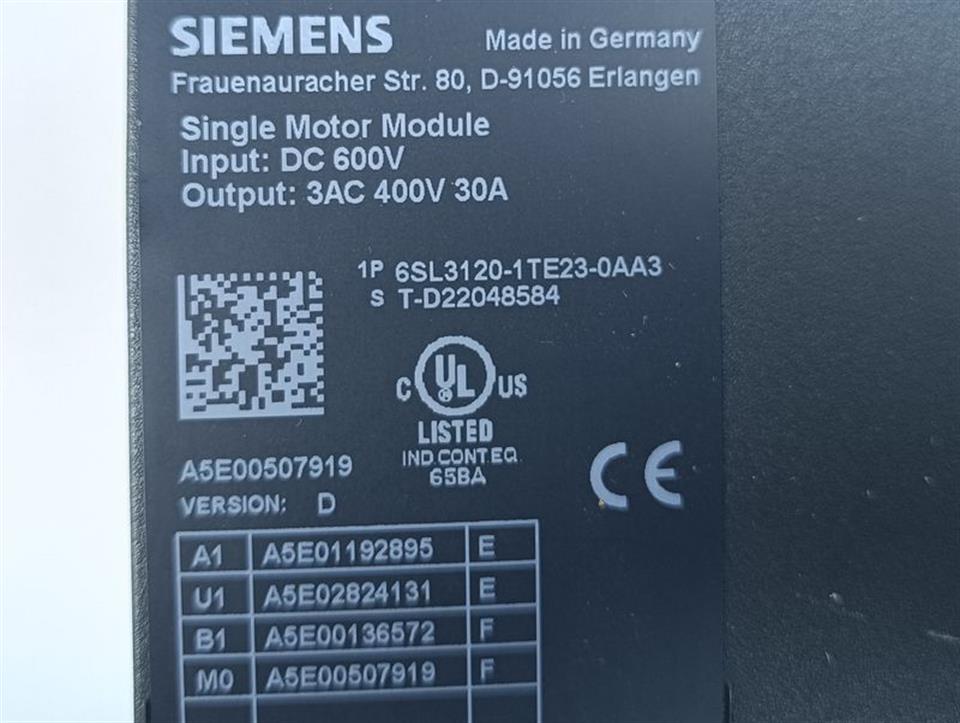 SIEMENS Made in Germany
Frauenauracher Str. 80, D-91056 Erlangen
Single Motor Module
Input: DC 600V
Output: 3AC 400V 30A
1P 6SL3120-1TE23-0AA3
S T-D22048584
C UL US
LISTED
IND.CONT.EQ.
65BA
CE
A5E00507919
VERSION: D
A1 A5E01192895 E
U1 A5E02824131 E
B1 A5E00136572 F
M0 A5E00507919 F